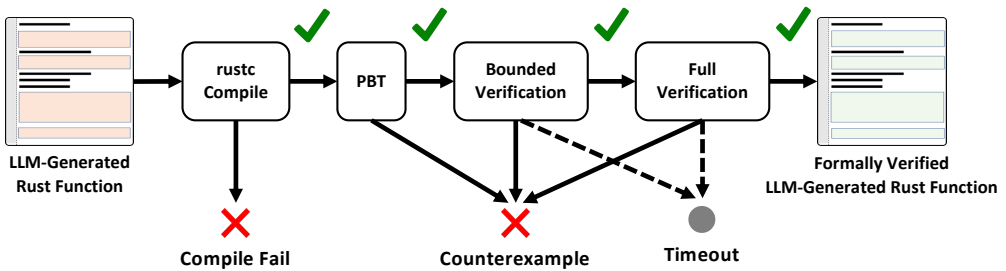 rustc
Compile
PBT
Bounded
Verification
Full
Verification
LLM-Generated
Rust Function
Formally Verified
LLM-Generated Rust Function
Compile Fail
Counterexample
Timeout